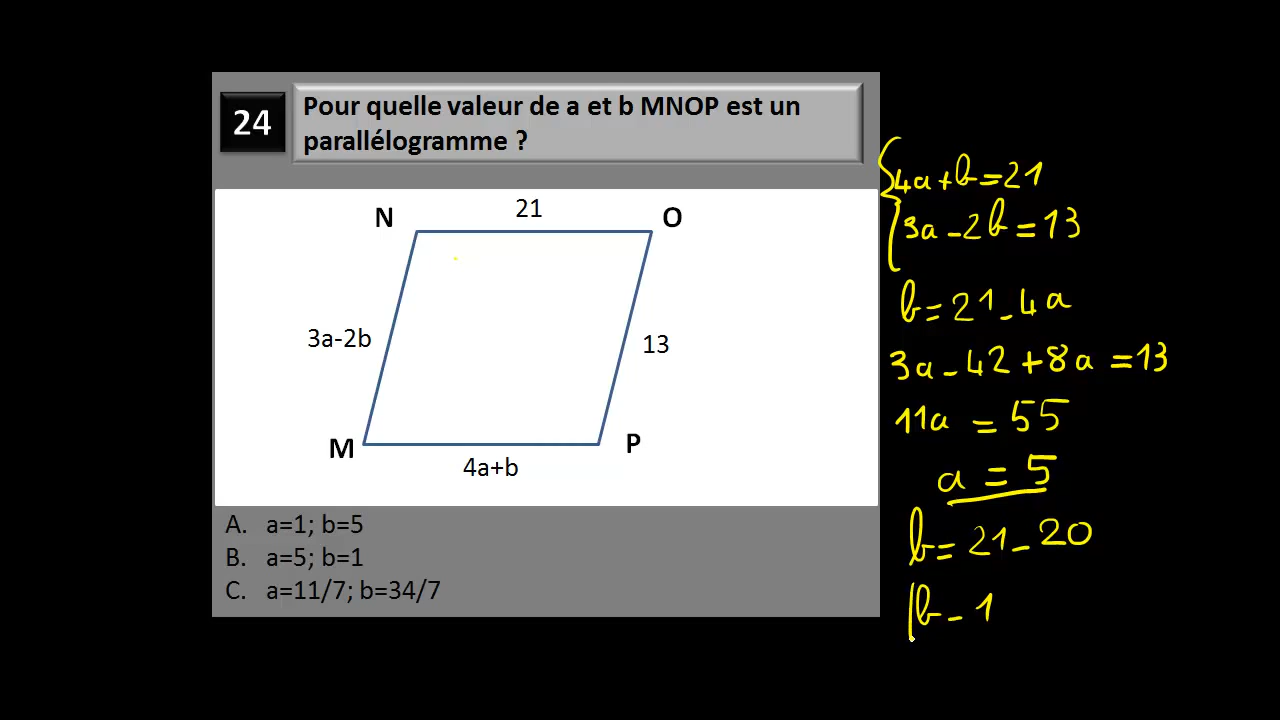 24
Pour quelle valeur de a et b MNOP est un
parallélogramme ?
N
21
O
3a-2b
13
M
P
4a+b
A. a=1; b=5
B. a=5; b=1
C. a=11/7; b=34/7
4a+b=21
3a-2b=13
b=21-4a
3a-42+8a=13
11a=55
a=5
b=21-20
b-1